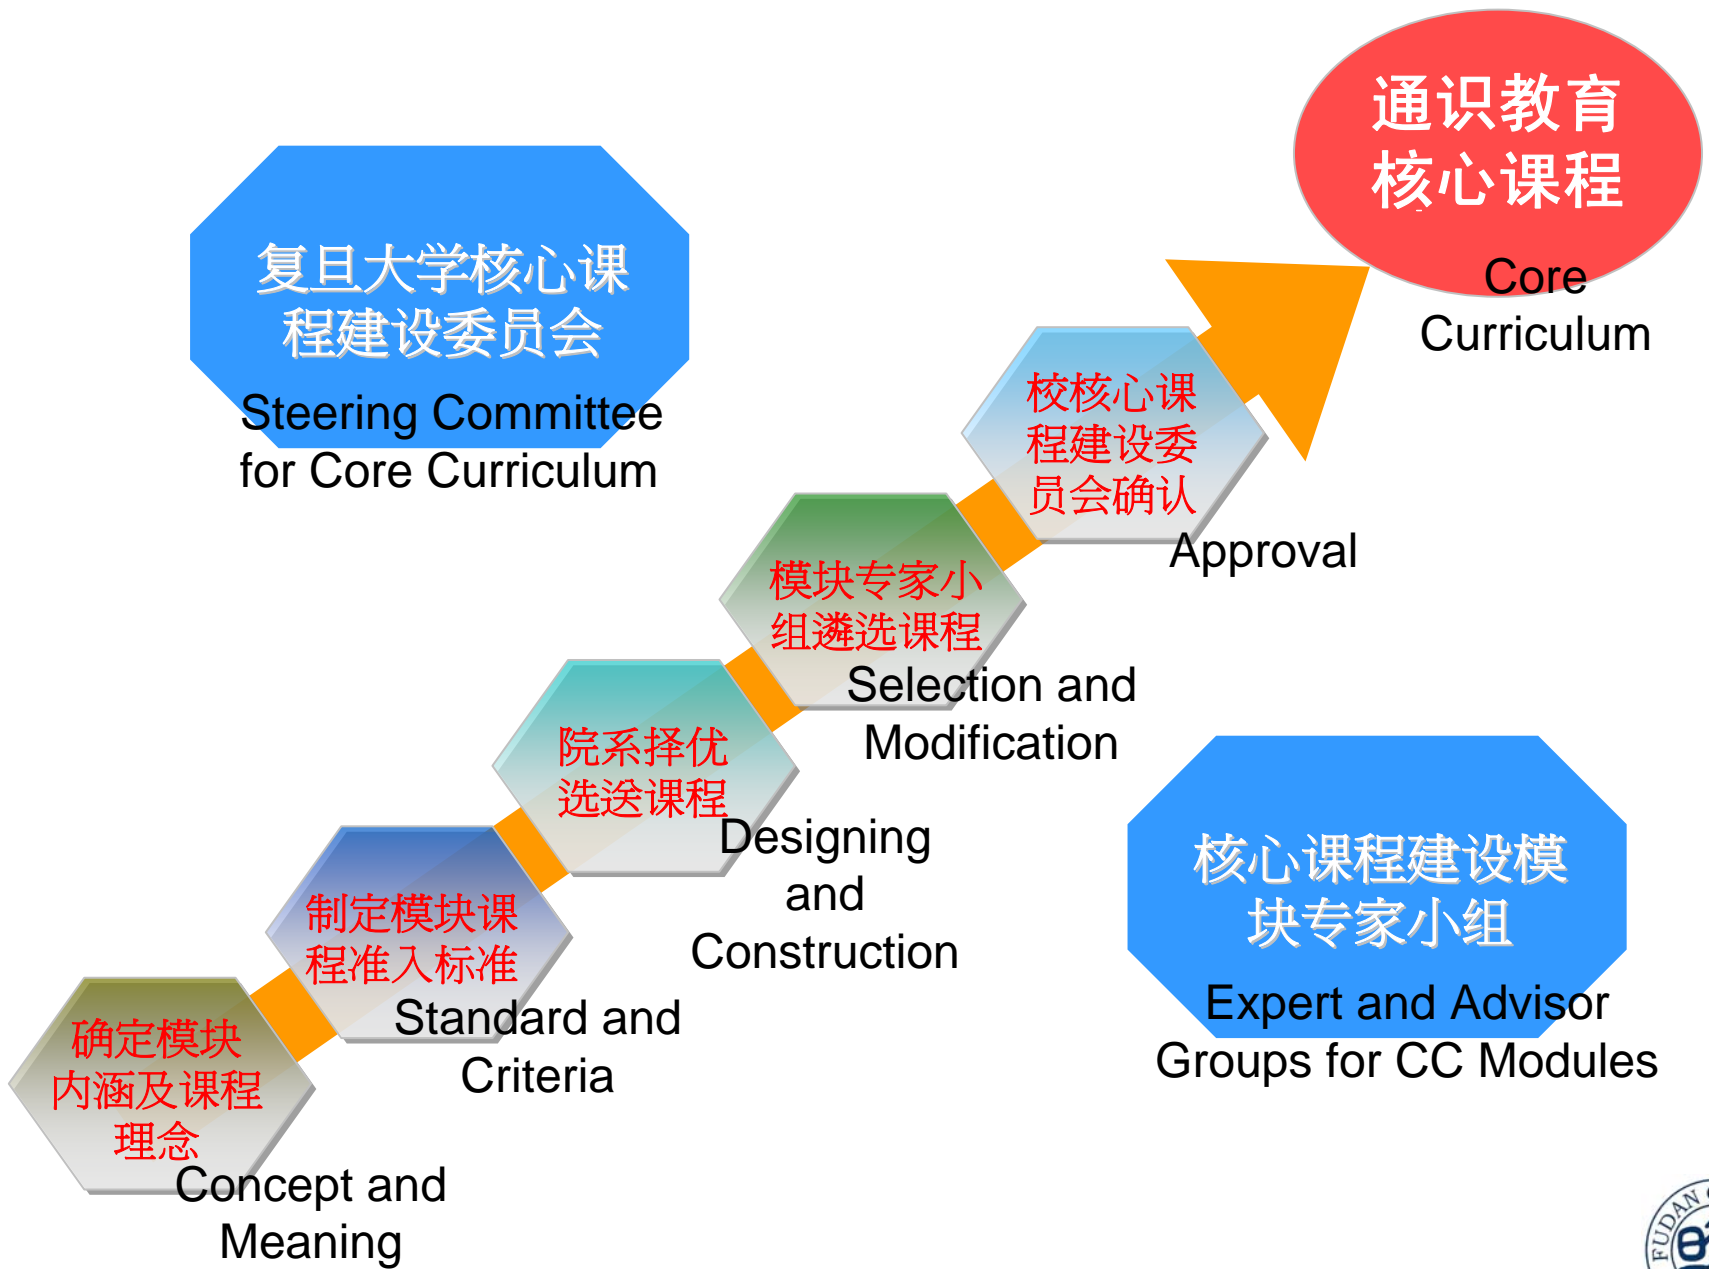 通识教育
核心课程
Core
Curriculum
复旦大学核心课
程建设委员会
Steering Committee
for Core Curriculum
校核心课
程建设委
员会确认
Approval
模块专家小
组遴选课程
Selection and
Modification
院系择优
选送课程
Designing
and
Construction
核心课程建设模
块专家小组
Expert and Advisor
Groups for CC Modules
制定模块课
程准入标准
Standard and
Criteria
确定模块
内涵及课程
理念
Concept and
Meaning
FUDAN